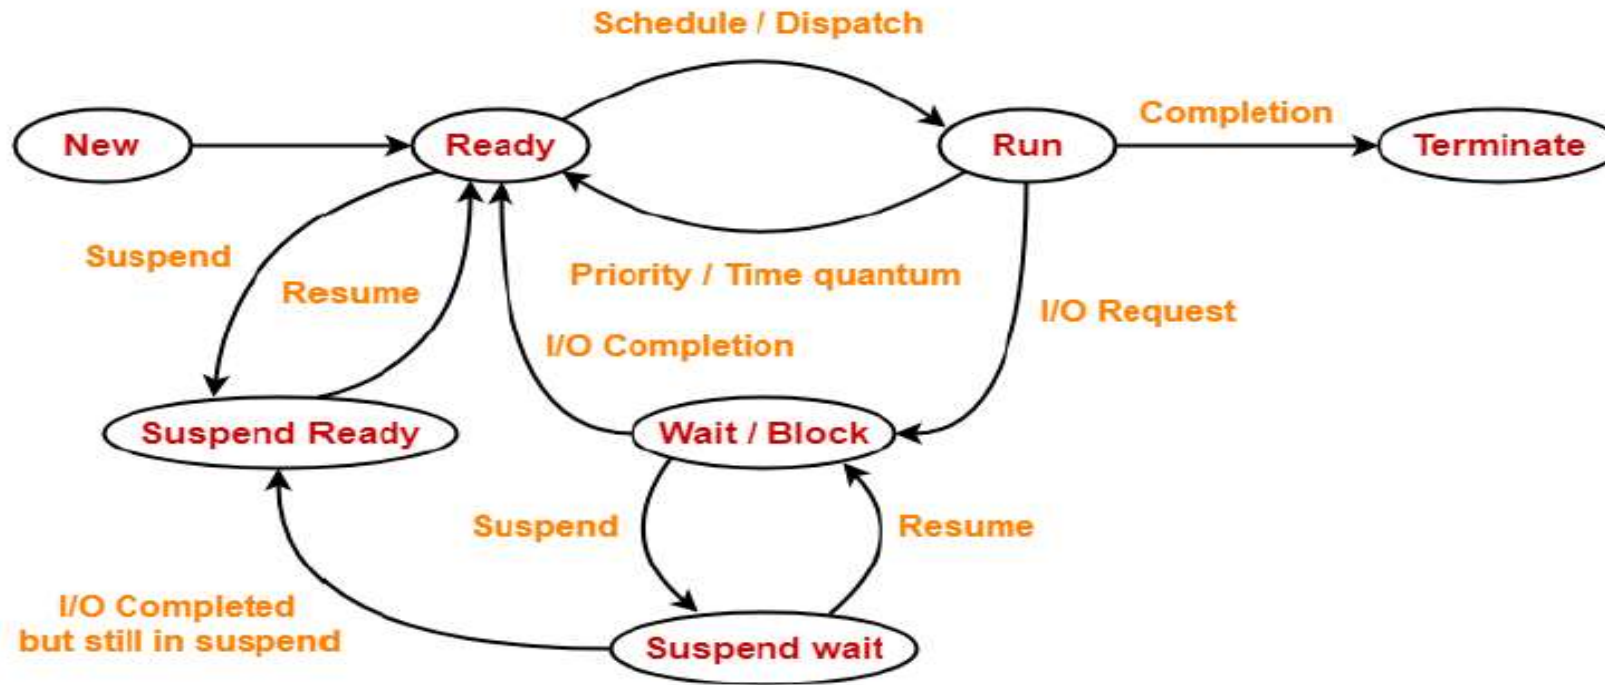 Schedule / Dispatch
Completion
New
Ready
Run
Terminate
Suspend
Resume
Priority / Time quantum
I/O Request
I/O Completion
Suspend Ready
Wait / Block
Suspend
Resume
I/O Completed
but still in suspend
Suspend wait